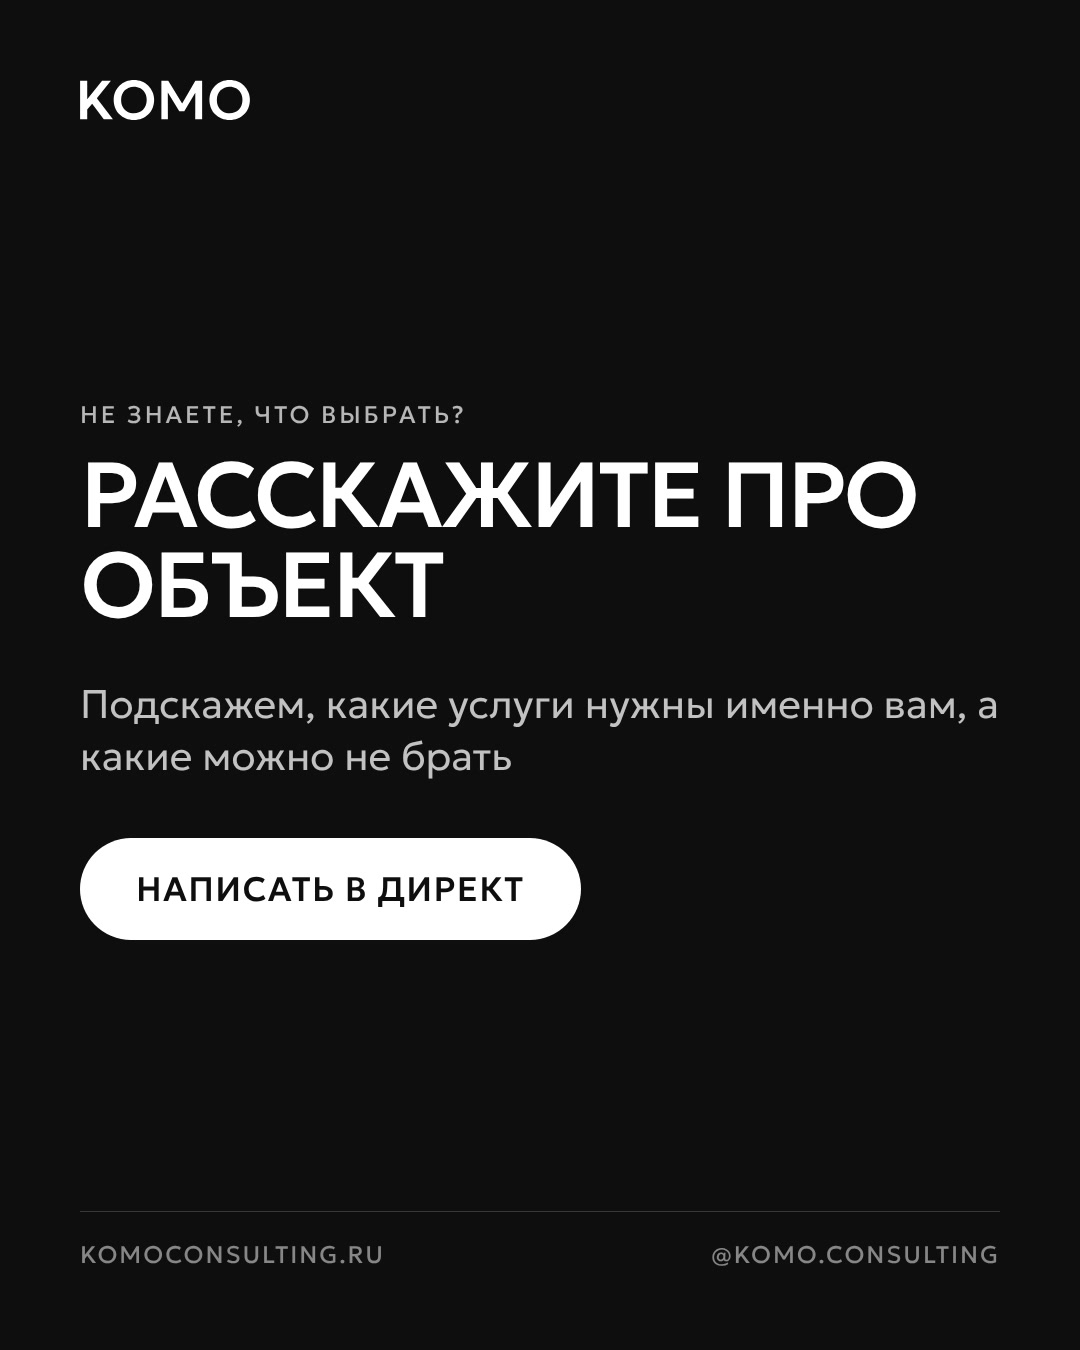 KOMO
НЕ ЗНАЕТЕ, ЧТО ВЫБРАТЬ?
РАССКАЖИТЕ ПРО
ОБЪЕКТ
Подскажем, какие услуги нужны именно вам, а
какие можно не брать
НАПИСАТЬ В ДИРЕКТ
KOMOCONSULTING.RU
@KOMO.CONSULTING